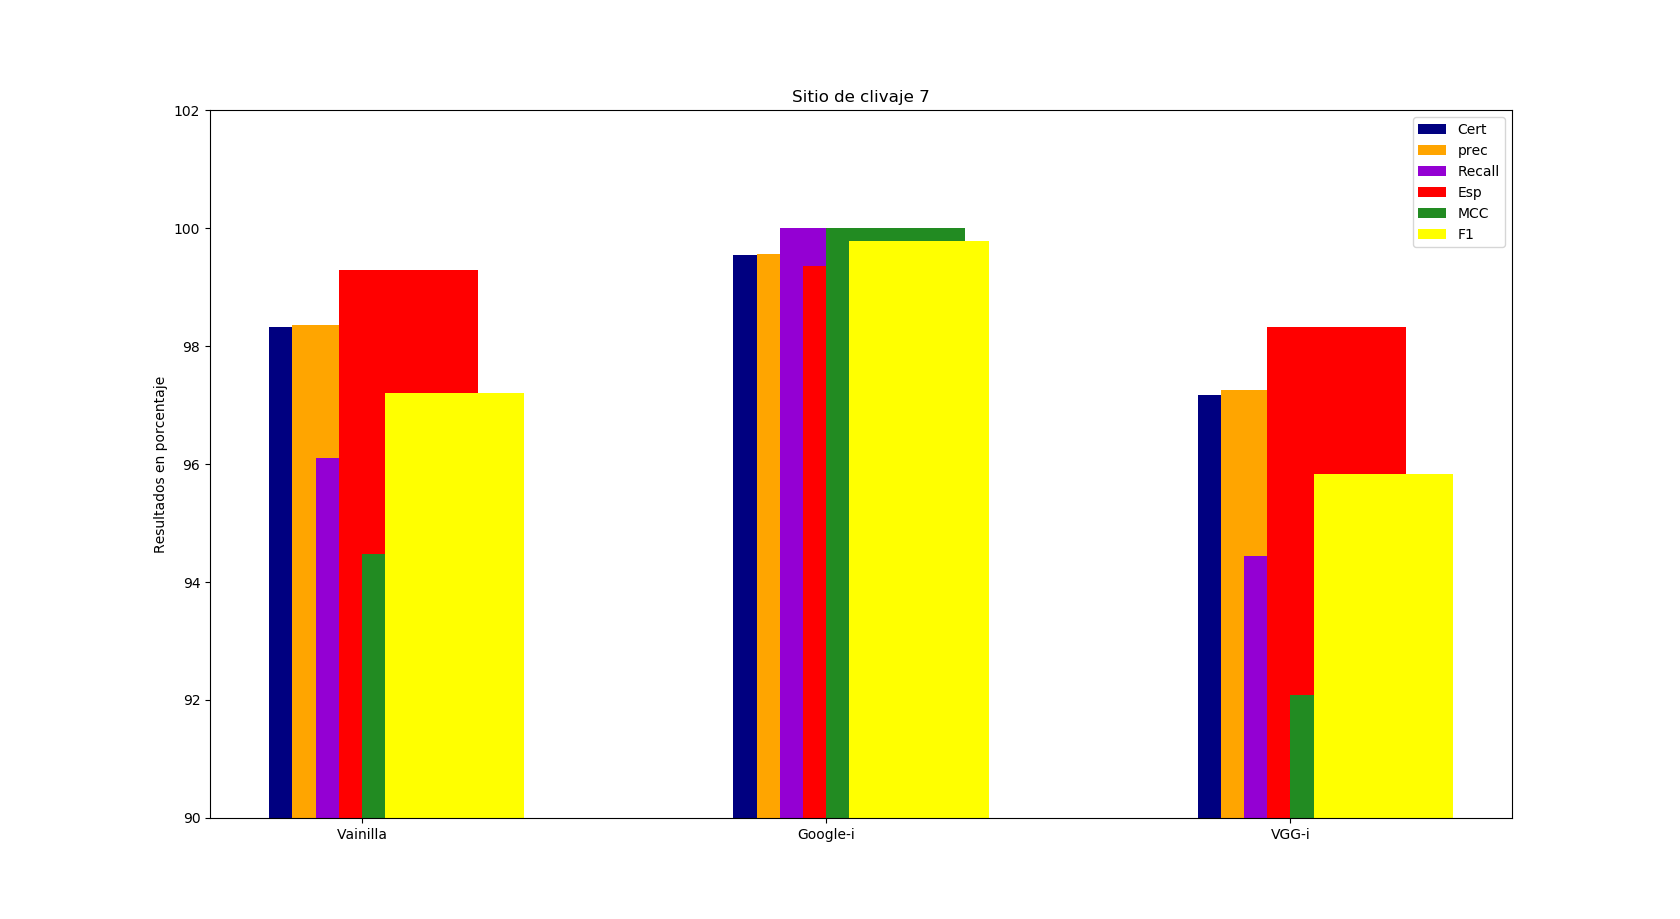 Sitio de clivaje 7
102
100
98
96
94
92
90
Resultados en porcentaje
Vainilla
Google-i
VGG-i
Cert
prec
Recall
Esp
MCC
F1